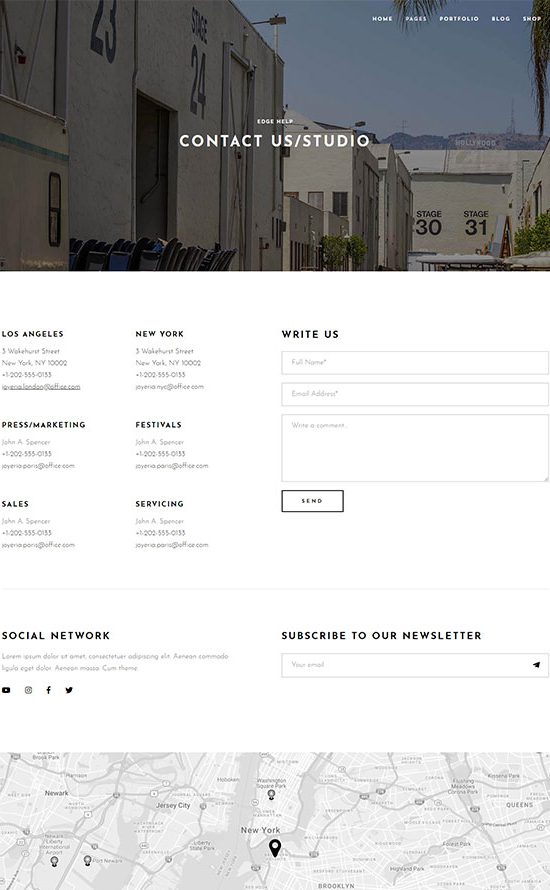 HOME PAGES PORTFOLIO BLOG SHOP
23
STAGE
24
EDGE HELP
CONTACT US/STUDIO
HOLLYWOOD
STAGE
30
STAGE
31
LOS ANGELES
3 Wakehurst Street
New York, NY 10002
+1-202-555-0133
joyeria.london@office.com
NEW YORK
3 Wakehurst Street
New York, NY 10002
+1-202-555-0133
joyeria.nyc@office.com
PRESS/MARKETING
John A. Spencer
+1-202-555-0133
joyeria.paris@office.com
FESTIVALS
John A. Spencer
+1-202-555-0133
joyeria.paris@office.com
SALES
John A. Spencer
+1-202-555-0133
joyeria.paris@office.com
SERVICING
John A. Spencer
+1-202-555-0133
joyeria.paris@office.com
WRITE US
Full Name*
Email Address*
Write a comment...
SEND
SOCIAL NETWORK
Lorem ipsum dolor sit amet, consectetuer adipiscing elit. Aenean commodo
ligula eget dolor. Aenean massa. Cum theme
SUBSCRIBE TO OUR NEWSLETTER
Your email
Brook Park
Kissena Park
Hoboken
Washington
Square Park
Flushing
Meadows
Corona Park
Newark
Jersey City
QUEENS
New York
Newark
Liberty
International
Airport
Port Newark
Liberty
State Park
Forest Park
Highland Park
BROOKLYN